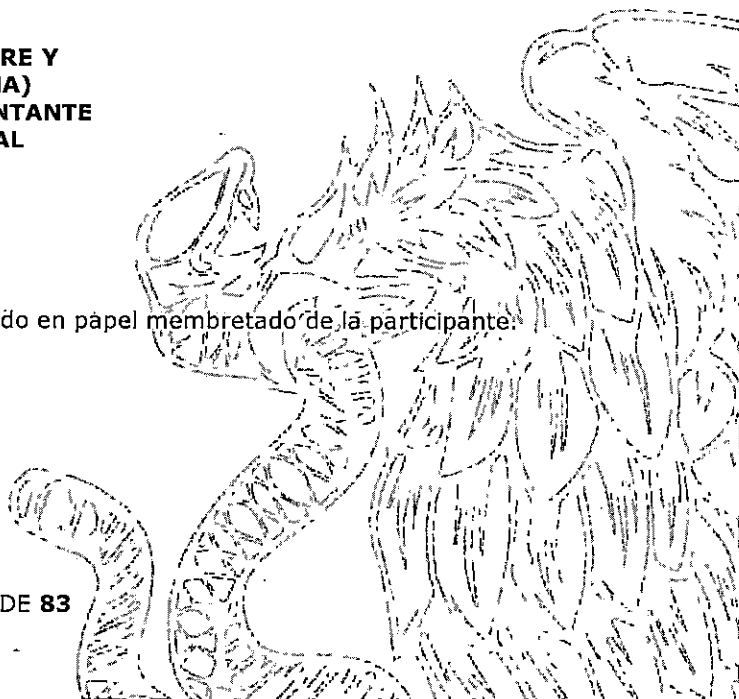 RE Y
IA)
NTANTE
AL
do en papel membretado de la participante.
DE 83